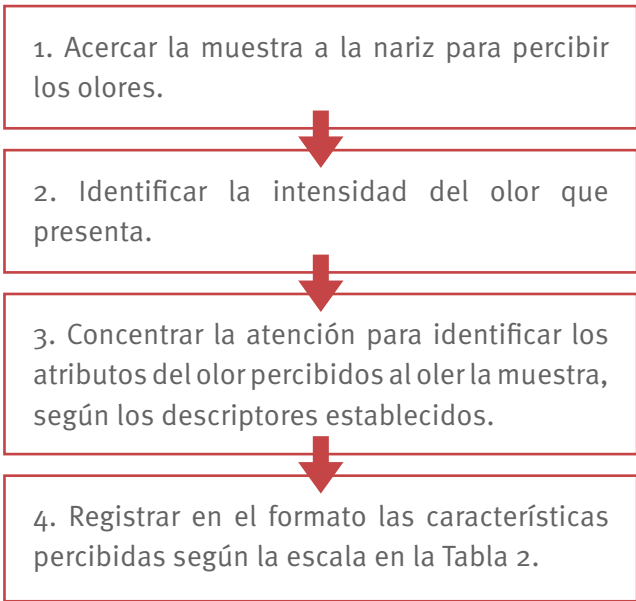 1. Acercar la muestra a la nariz para percibir
los olores.
2. Identificar la intensidad del olor que
presenta.
3. Concentrar la atención para identificar los
atributos del olor percibidos al oler la muestra,
según los descriptores establecidos.
4. Registrar en el formato las características
percibidas según la escala en la Tabla 2.